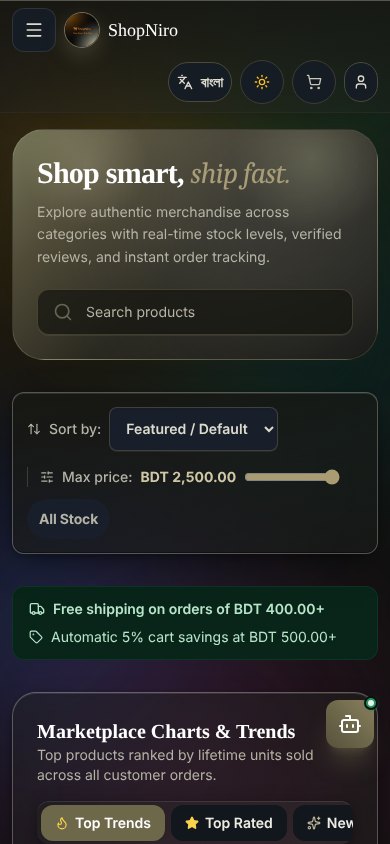 ShopNiro
বাংলা
Shop smart, ship fast.
Explore authentic merchandise across
categories with real-time stock levels, verified
reviews, and instant order tracking.
Search products
Sort by: Featured / Default
Max price: BDT 2,500.00
All Stock
Free shipping on orders of BDT 400.00+
Automatic 5% cart savings at BDT 500.00+
Marketplace Charts & Trends
Top products ranked by lifetime units sold
across all customer orders.
Top Trends Top Rated New